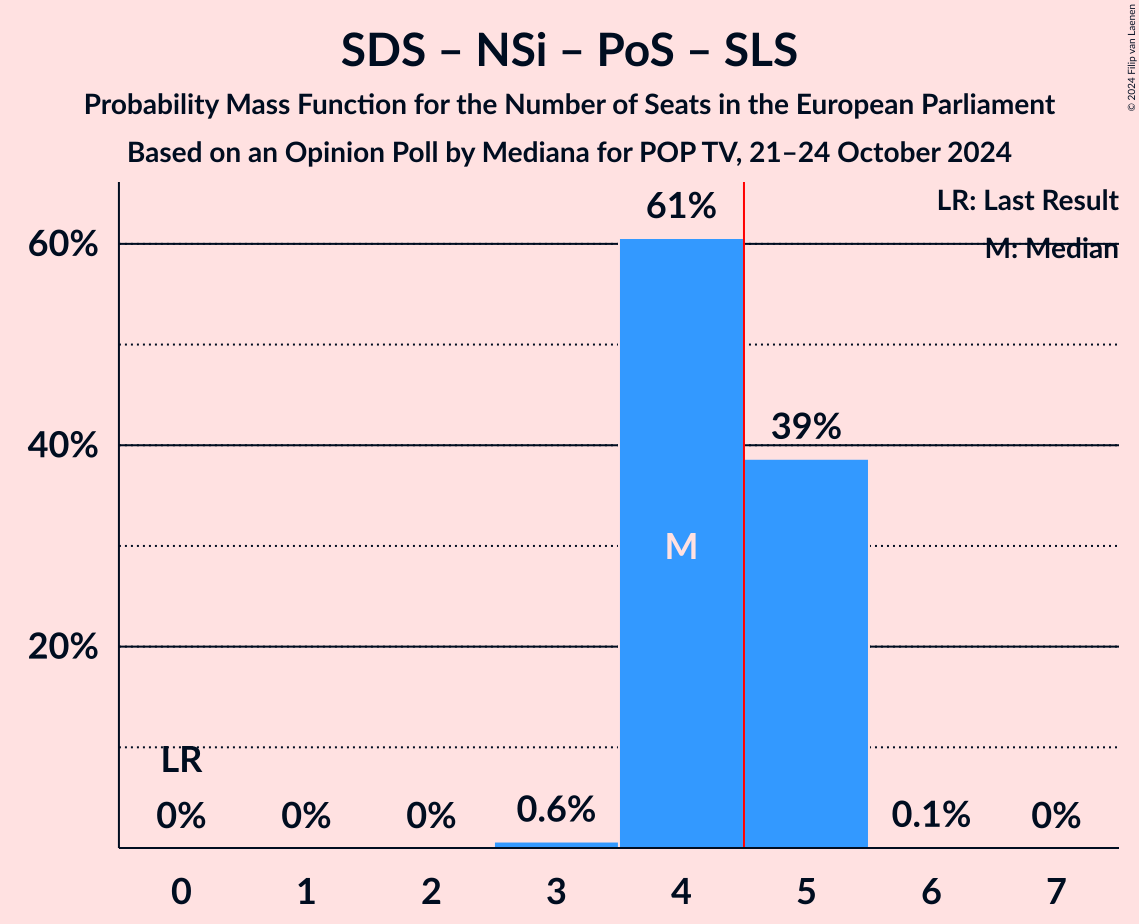 SDS – NSi – PoS – SLS
Probability Mass Function for the Number of Seats in the European Parliament
Based on an Opinion Poll by Mediana for POP TV, 21–24 October 2024
© 2024 Filip van Laenen
LR: Last Result
M: Median
60%
40%
20%
61%
39%
M
LR
0%
0%
0%
0.6%
0.1%
0%
0
1
2
3
4
5
6
7